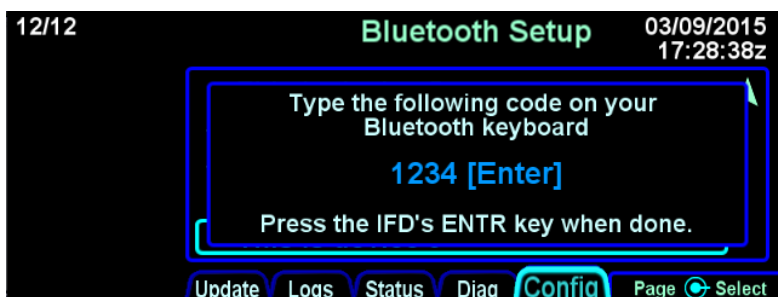 12/12
Bluetooth Setup
03/09/2015
17:28:38z
Type the following code on your
Bluetooth keyboard
1234 [Enter]
Press the IFD's ENTR key when done.
Update Logs Status Diag Config Page Select